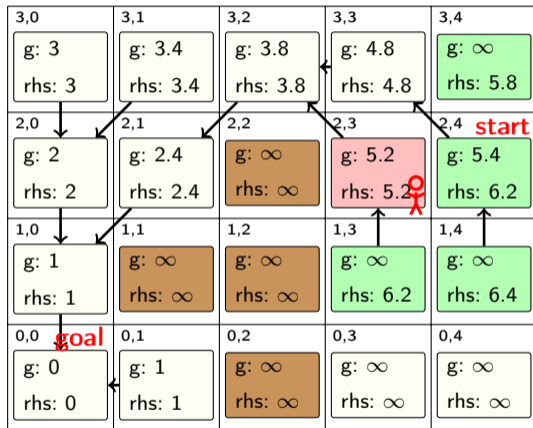 3,0 3,1 3,2 3,3 3,4
g: 3 g: 3.4 g: 3.8 g: 4.8 g: ∞
rhs: 3 rhs: 3.4 rhs: 3.8 rhs: 4.8 rhs: 5.8
2,0 2,1 2,2 2,3 2,4 start
g: 2 g: 2.4 g: ∞ g: 5.2 g: 5.4
rhs: 2 rhs: 2.4 rhs: ∞ rhs: 5.2 rhs: 6.2
1,0 1,1 1,2 1,3 1,4
g: 1 g: ∞ g: ∞ g: ∞ g: ∞
rhs: 1 rhs: ∞ rhs: ∞ rhs: 6.2 rhs: 6.4
0,0 goal 0,1 0,2 0,3 0,4
g: 0 g: 1 g: ∞ g: ∞ g: ∞
rhs: 0 rhs: 1 rhs: ∞ rhs: ∞ rhs: ∞